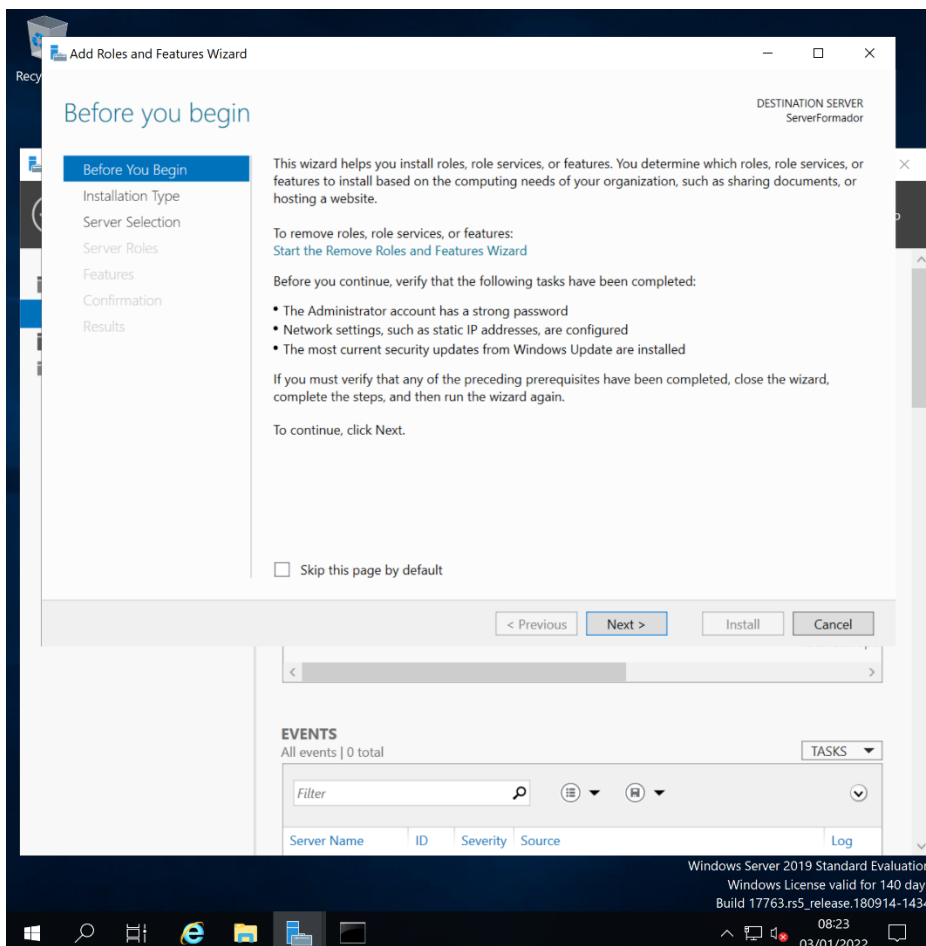 Add Roles and Features Wizard
Before you begin
DESTINATION SERVER
ServerFormador
Before You Begin
Installation Type
Server Selection
Server Roles
Features
Confirmation
Results
This wizard helps you install roles, role services, or features. You determine which roles, role services, or
features to install based on the computing needs of your organization, such as sharing documents, or
hosting a website.
To remove roles, role services, or features:
Start the Remove Roles and Features Wizard
Before you continue, verify that the following tasks have been completed:
• The Administrator account has a strong password
• Network settings, such as static IP addresses, are configured
• The most current security updates from Windows Update are installed
If you must verify that any of the preceding prerequisites have been completed, close the wizard,
complete the steps, and then run the wizard again.
To continue, click Next.
Skip this page by default
< Previous
Next >
Install
Cancel
EVENTS
All events | 0 total
TASKS
Filter
Server Name ID Severity Source Log
Windows Server 2019 Standard Evaluation
Windows License valid for 140 day
Build 17763.rs5_release.180914-1434
08:23
03/01/2022